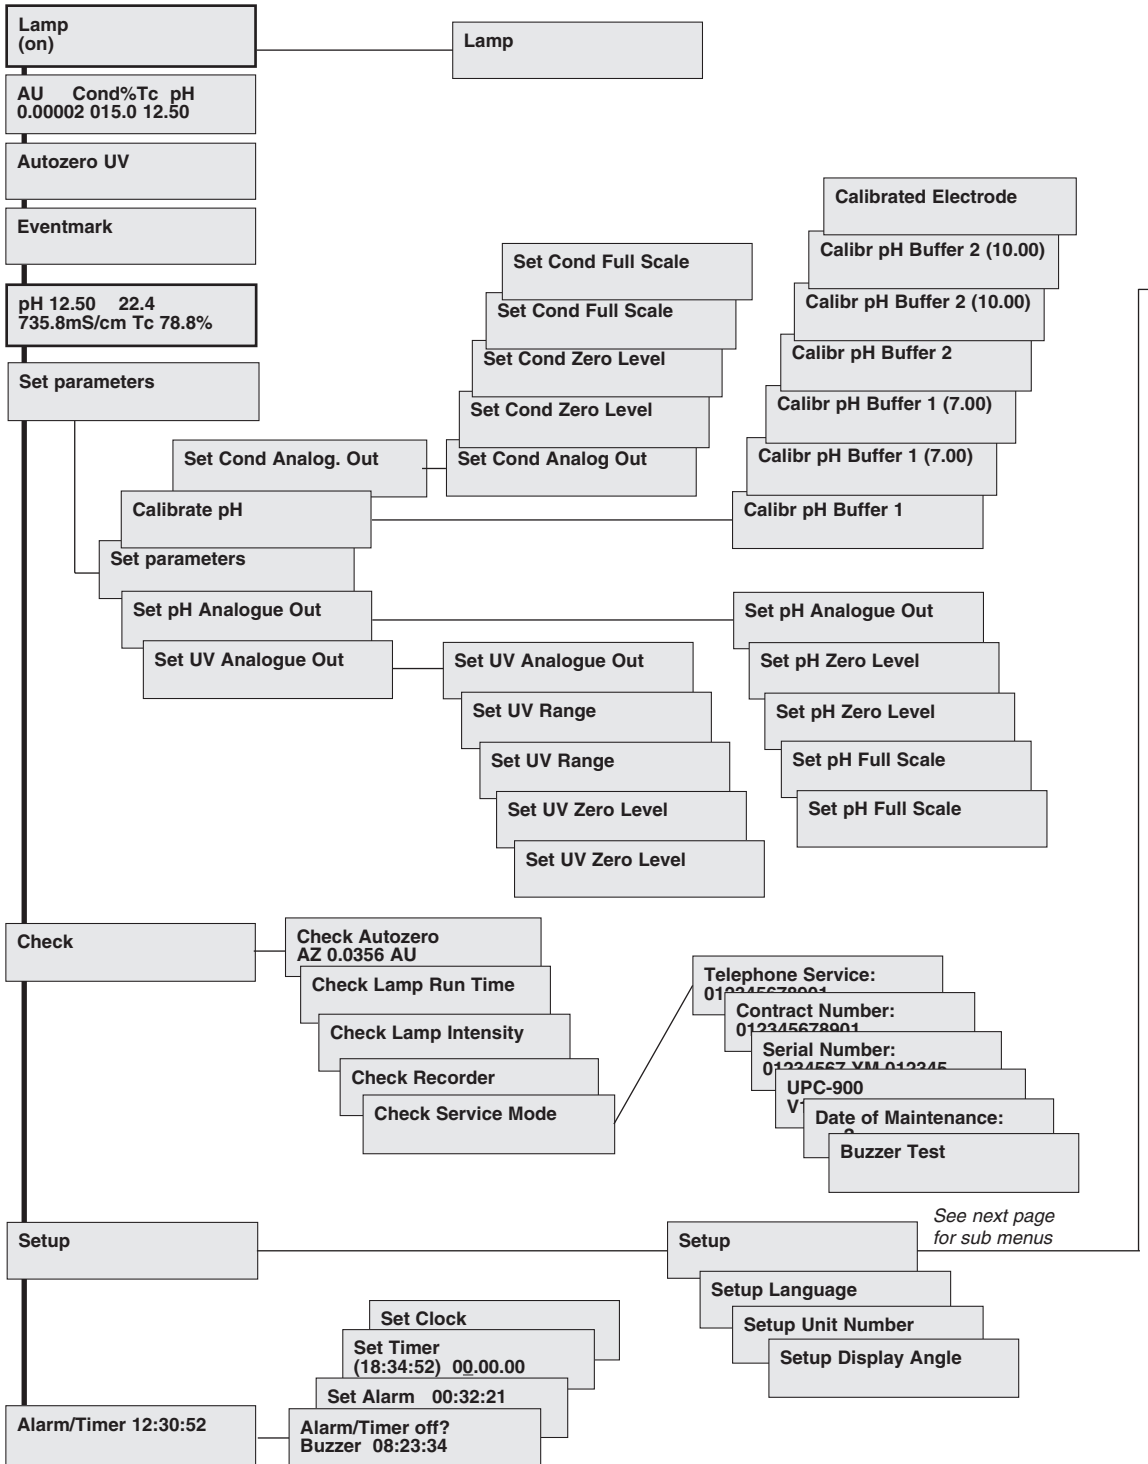 Lamp
(on)
Lamp
AU Cond%Tc pH
0.00002 015.0 12.50
Autozero UV
Eventmark
pH 12.50 22.4
735.8mS/cm Tc 78.8%
Set parameters
Set Cond Full Scale
Set Cond Full Scale
Set Cond Zero Level
Set Cond Zero Level
Set Cond Analog. Out
Set Cond Analog Out
Calibrated Electrode
Calibr pH Buffer 2 (10.00)
Calibr pH Buffer 2 (10.00)
Calibr pH Buffer 2
Calibr pH Buffer 1 (7.00)
Calibr pH Buffer 1 (7.00)
Calibrate pH
Calibr pH Buffer 1
Set parameters
Set pH Analogue Out
Set UV Analogue Out
Set UV Analogue Out
Set UV Range
Set UV Range
Set UV Zero Level
Set UV Zero Level
Set pH Analogue Out
Set pH Zero Level
Set pH Zero Level
Set pH Full Scale
Set pH Full Scale
Check
Check Autozero
AZ 0.0356 AU
Check Lamp Run Time
Check Lamp Intensity
Check Recorder
Check Service Mode
Telephone Service:
012345678901
Contract Number:
012345678901
Serial Number:
01234567 YM 012345
UPC-900
Date of Maintenance:
Buzzer Test
Setup
Setup
See next page
for sub menus
Setup Language
Setup Unit Number
Setup Display Angle
Set Clock
Set Timer
(18:34:52) 00.00.00
Set Alarm 00:32:21
Alarm/Timer 12:30:52
Alarm/Timer off?
Buzzer 08:23:34